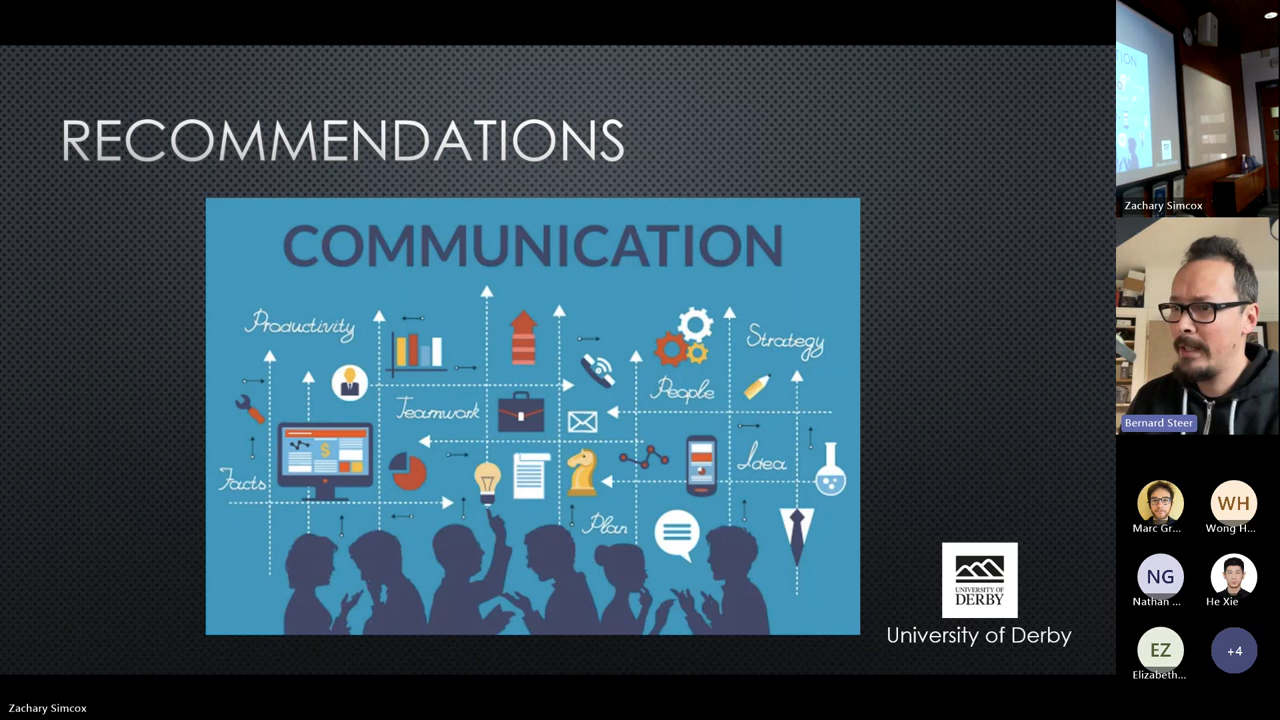 RECOMMENDATIONS
COMMUNICATION
Productivity
Strategy
People
Teamwork
Idea
Facts
Plan
UNIVERSITY OF
DERBY
University of Derby
Zachary Simcox
Zachary Simcox
Bernard Steer
Marc Gr...
WH
Wong H...
NG
Nathan ...
He Xie
EZ
Elizabeth...
+4